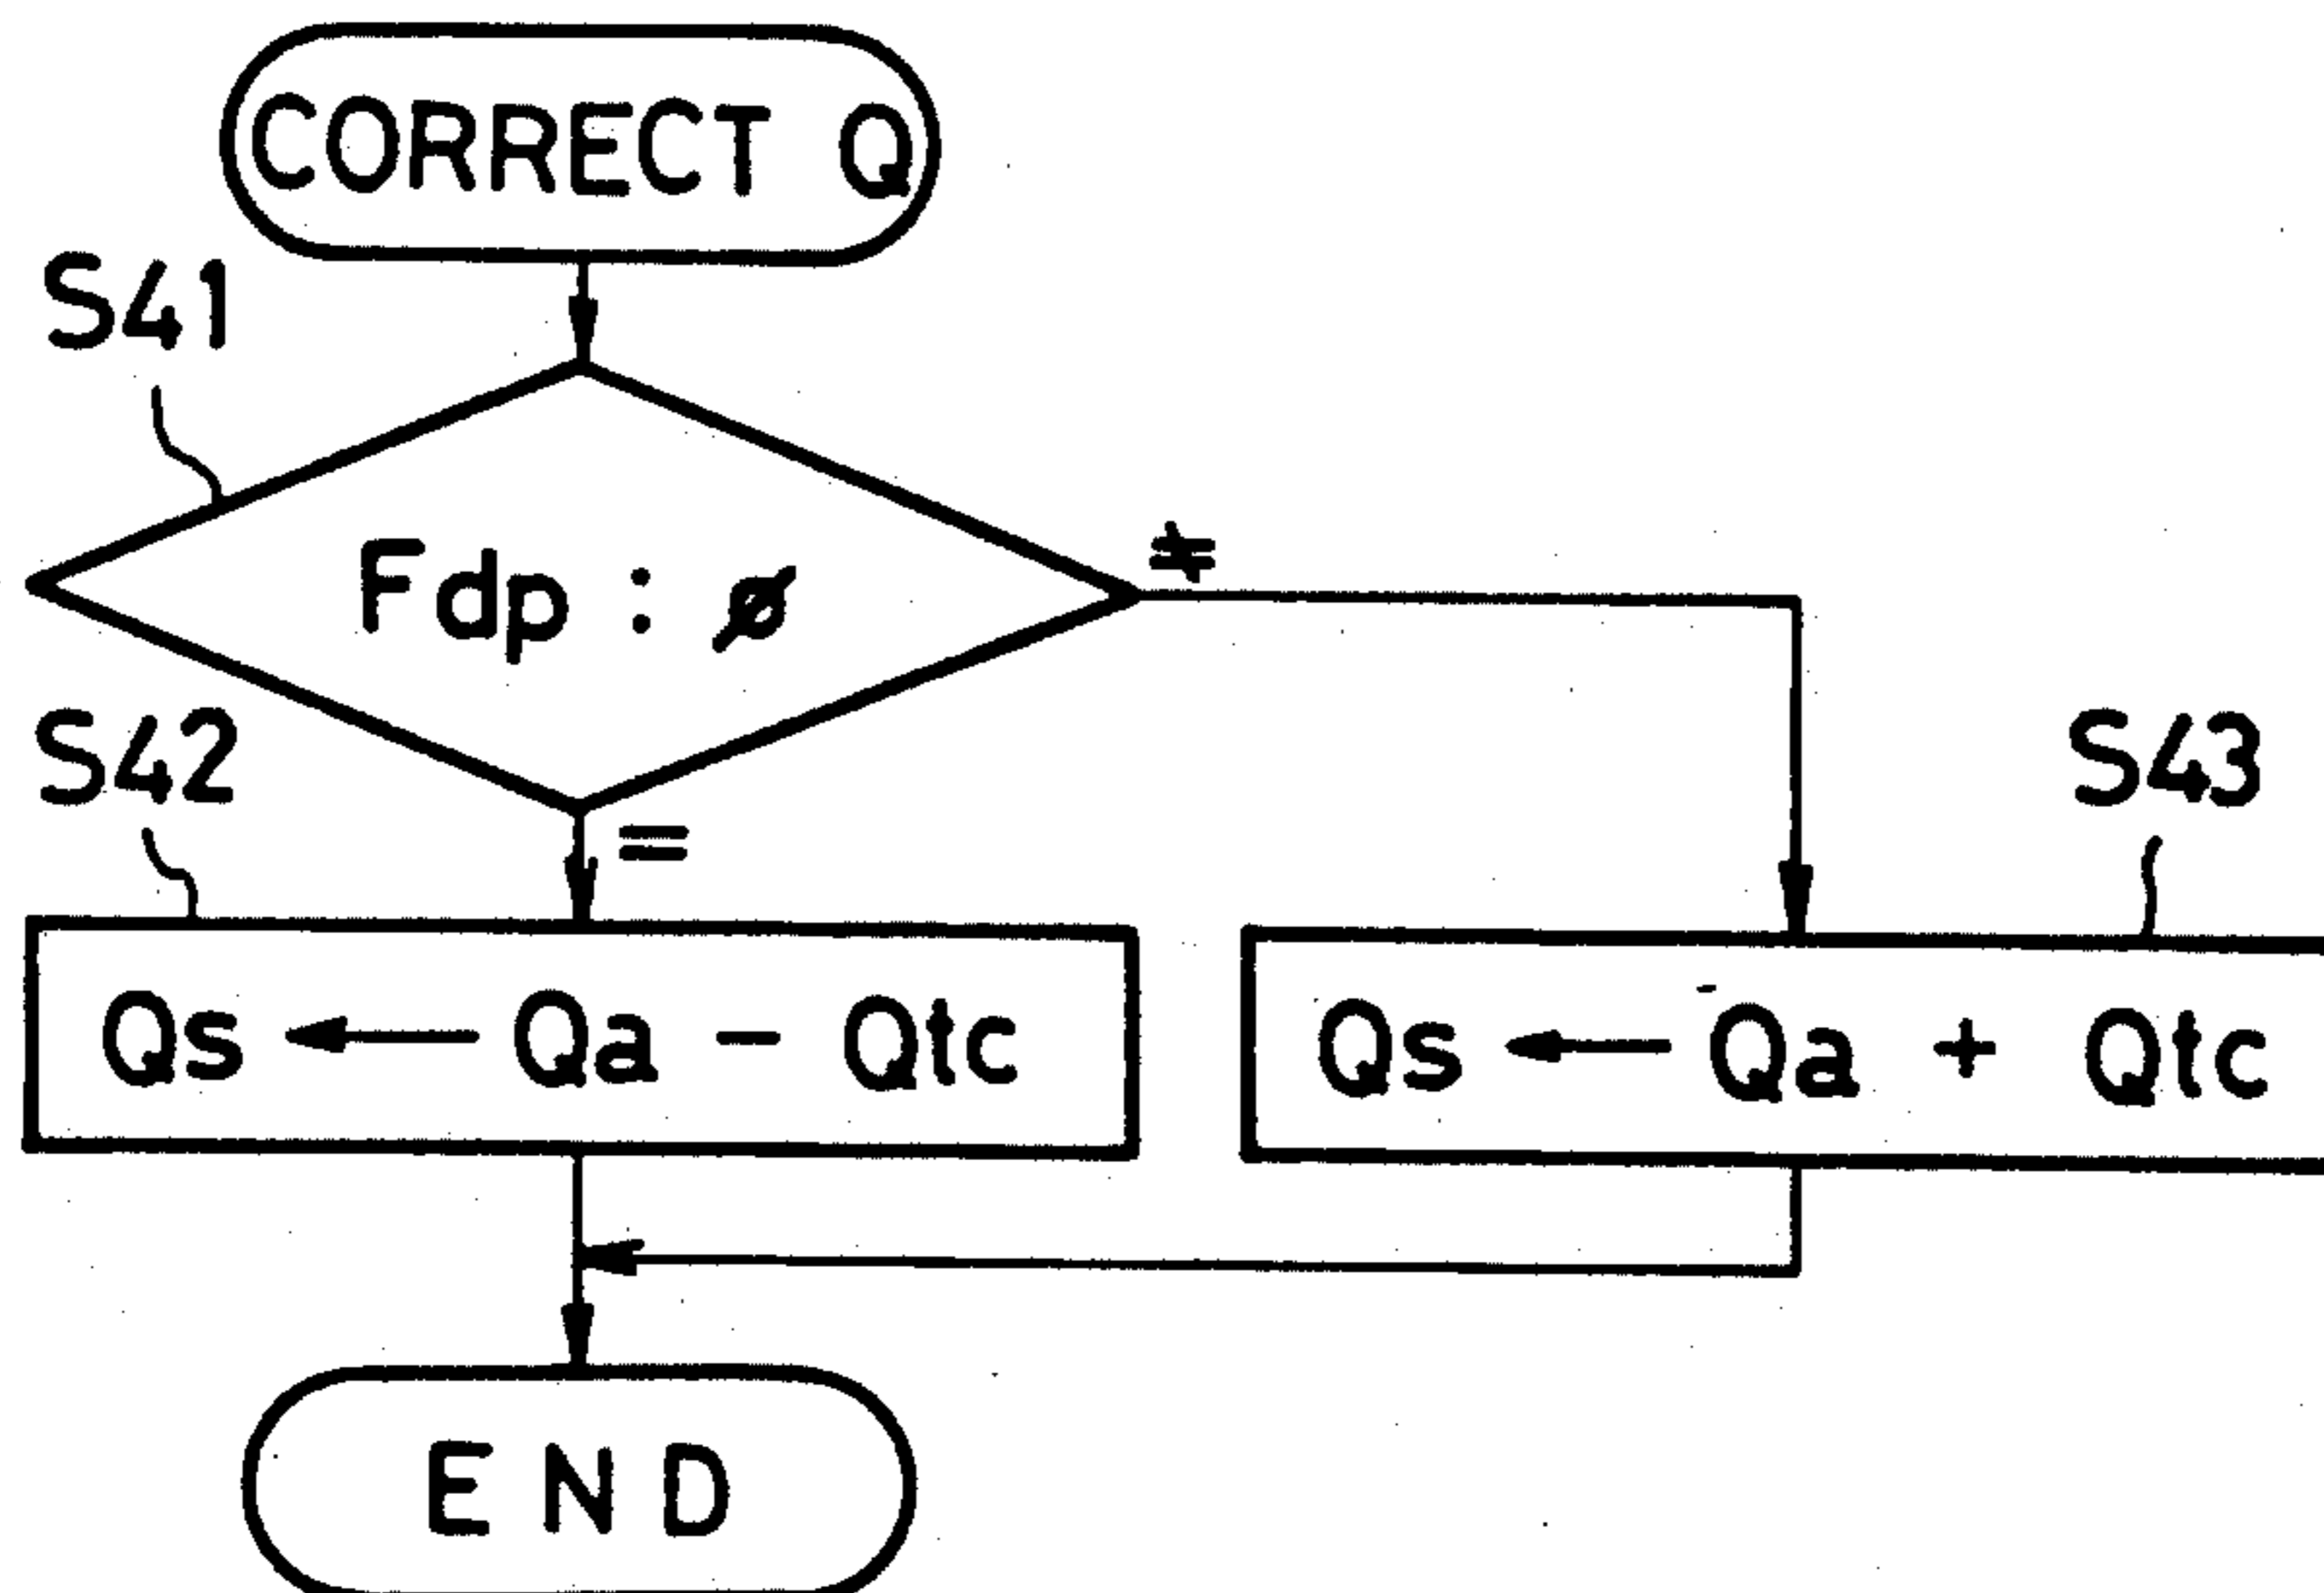 CORRECT Q
S41
Fdp : ø
≠
S42
=
S43
Qs ← Qa - Qtc
Qs ← Qa + Qtc
END